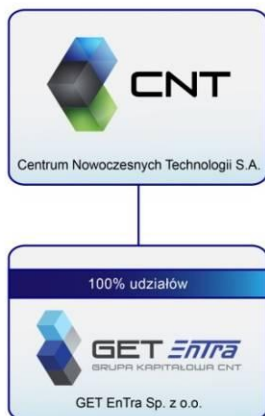 CNT
Centrum Nowoczesnych Technologii S.A.
100% udziałów
GET EnTra
GRUPA KAPITAŁOWA CNT
GET EnTra Sp. z o.o.